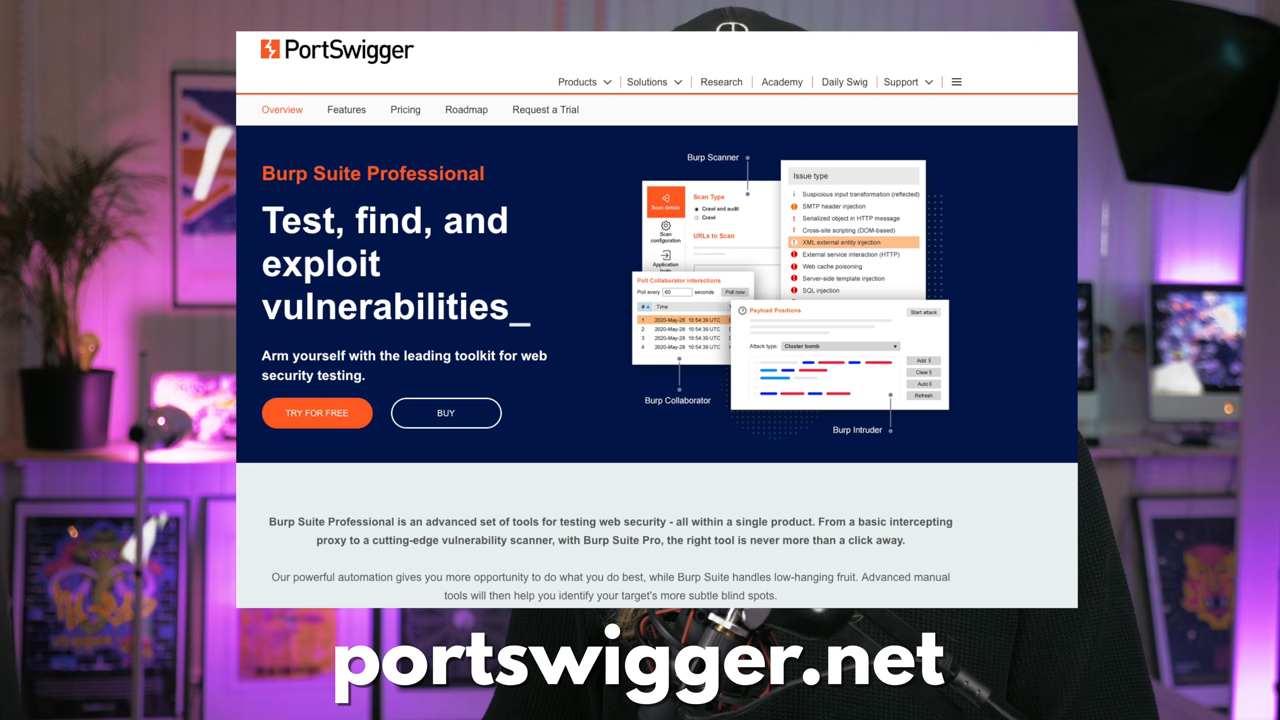 PortSwigger
Products
Solutions
Research
Academy
Daily Swig
Support
Overview
Features
Pricing
Roadmap
Request a Trial
Burp Suite Professional
Test, find, and
exploit
vulnerabilities_
Arm yourself with the leading toolkit for web
security testing.
TRY FOR FREE
BUY
Burp Scanner
Scan details
Scan
configuration
Application
Scan Type
Crawl and audit
Crawl
URLs to Scan
Issue type
Suspicious input transformation (reflected)
SMTP header injection
Serialized object in HTTP message
Cross-site scripting (DOM-based)
XML external entity injection
External service interaction (HTTP)
Web cache poisoning
Server-side template injection
SQL injection
Poll Collaborator interactions
Poll every 60 seconds Poll now
# Time
1 2020-May-28 10:54:39 UTC
2 2020-May-28 10:54:39 UTC
3 2020-May-28 10:54:39 UTC
4 2020-May-28 10:54:39 UTC
Burp Collaborator
? Payload Positions
Start attack
Attack type: Cluster bomb
Add §
Clear §
Auto §
Refresh
Burp Intruder
Burp Suite Professional is an advanced set of tools for testing web security - all within a single product. From a basic intercepting
proxy to a cutting-edge vulnerability scanner, with Burp Suite Pro, the right tool is never more than a click away.
Our powerful automation gives you more opportunity to do what you do best, while Burp Suite handles low-hanging fruit. Advanced manual
tools will then help you identify your target's more subtle blind spots.
portswigger.net